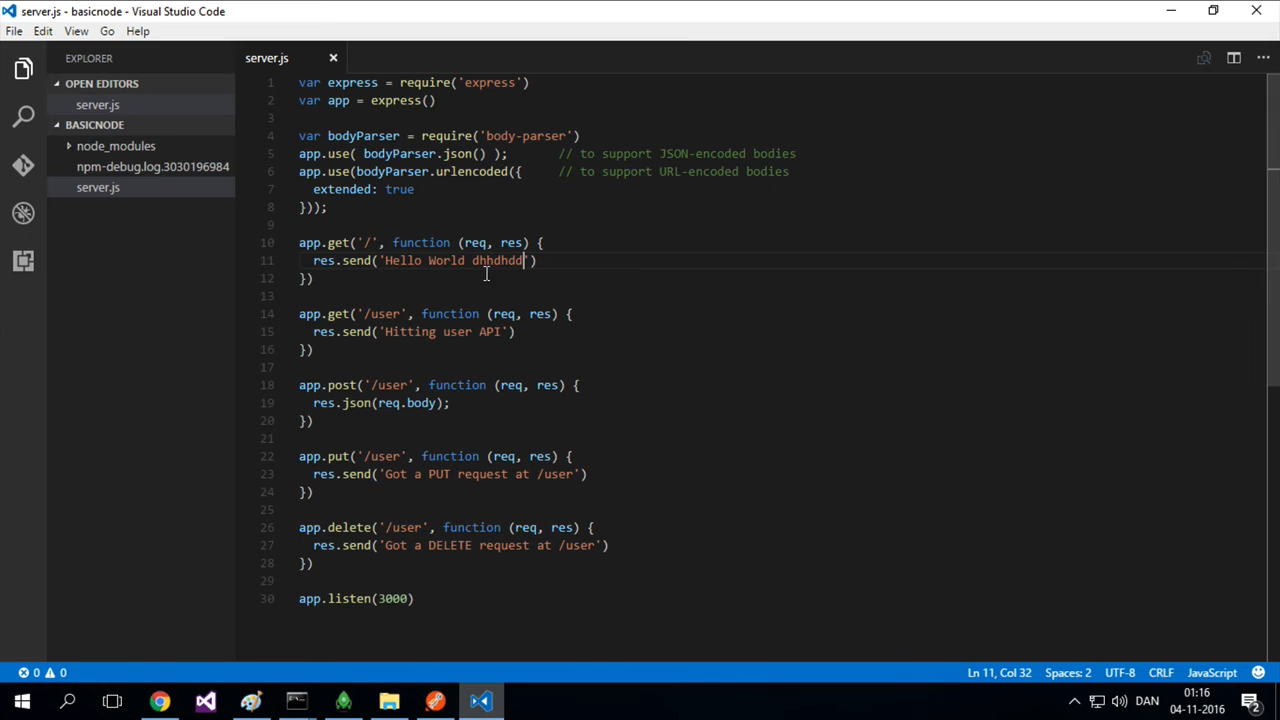 server.js - basicnode - Visual Studio Code
File Edit View Go Help
EXPLORER
OPEN EDITORS
server.js
BASICNODE
node_modules
npm-debug.log.3030196984
server.js
server.js
1 var express = require('express')
2 var app = express()
3
4 var bodyParser = require('body-parser')
5 app.use( bodyParser.json() ); // to support JSON-encoded bodies
6 app.use(bodyParser.urlencoded({ // to support URL-encoded bodies
7 extended: true
8 }));
9
10 app.get('/', function (req, res) {
11 res.send('Hello World dhhdhdd')
12 })
13
14 app.get('/user', function (req, res) {
15 res.send('Hitting user API')
16 })
17
18 app.post('/user', function (req, res) {
19 res.json(req.body);
20 })
21
22 app.put('/user', function (req, res) {
23 res.send('Got a PUT request at /user')
24 })
25
26 app.delete('/user', function (req, res) {
27 res.send('Got a DELETE request at /user')
28 })
29
30 app.listen(3000)
0 0 Ln 11, Col 32 Spaces: 2 UTF-8 CRLF JavaScript
DAN 01:16
04-11-2016 2